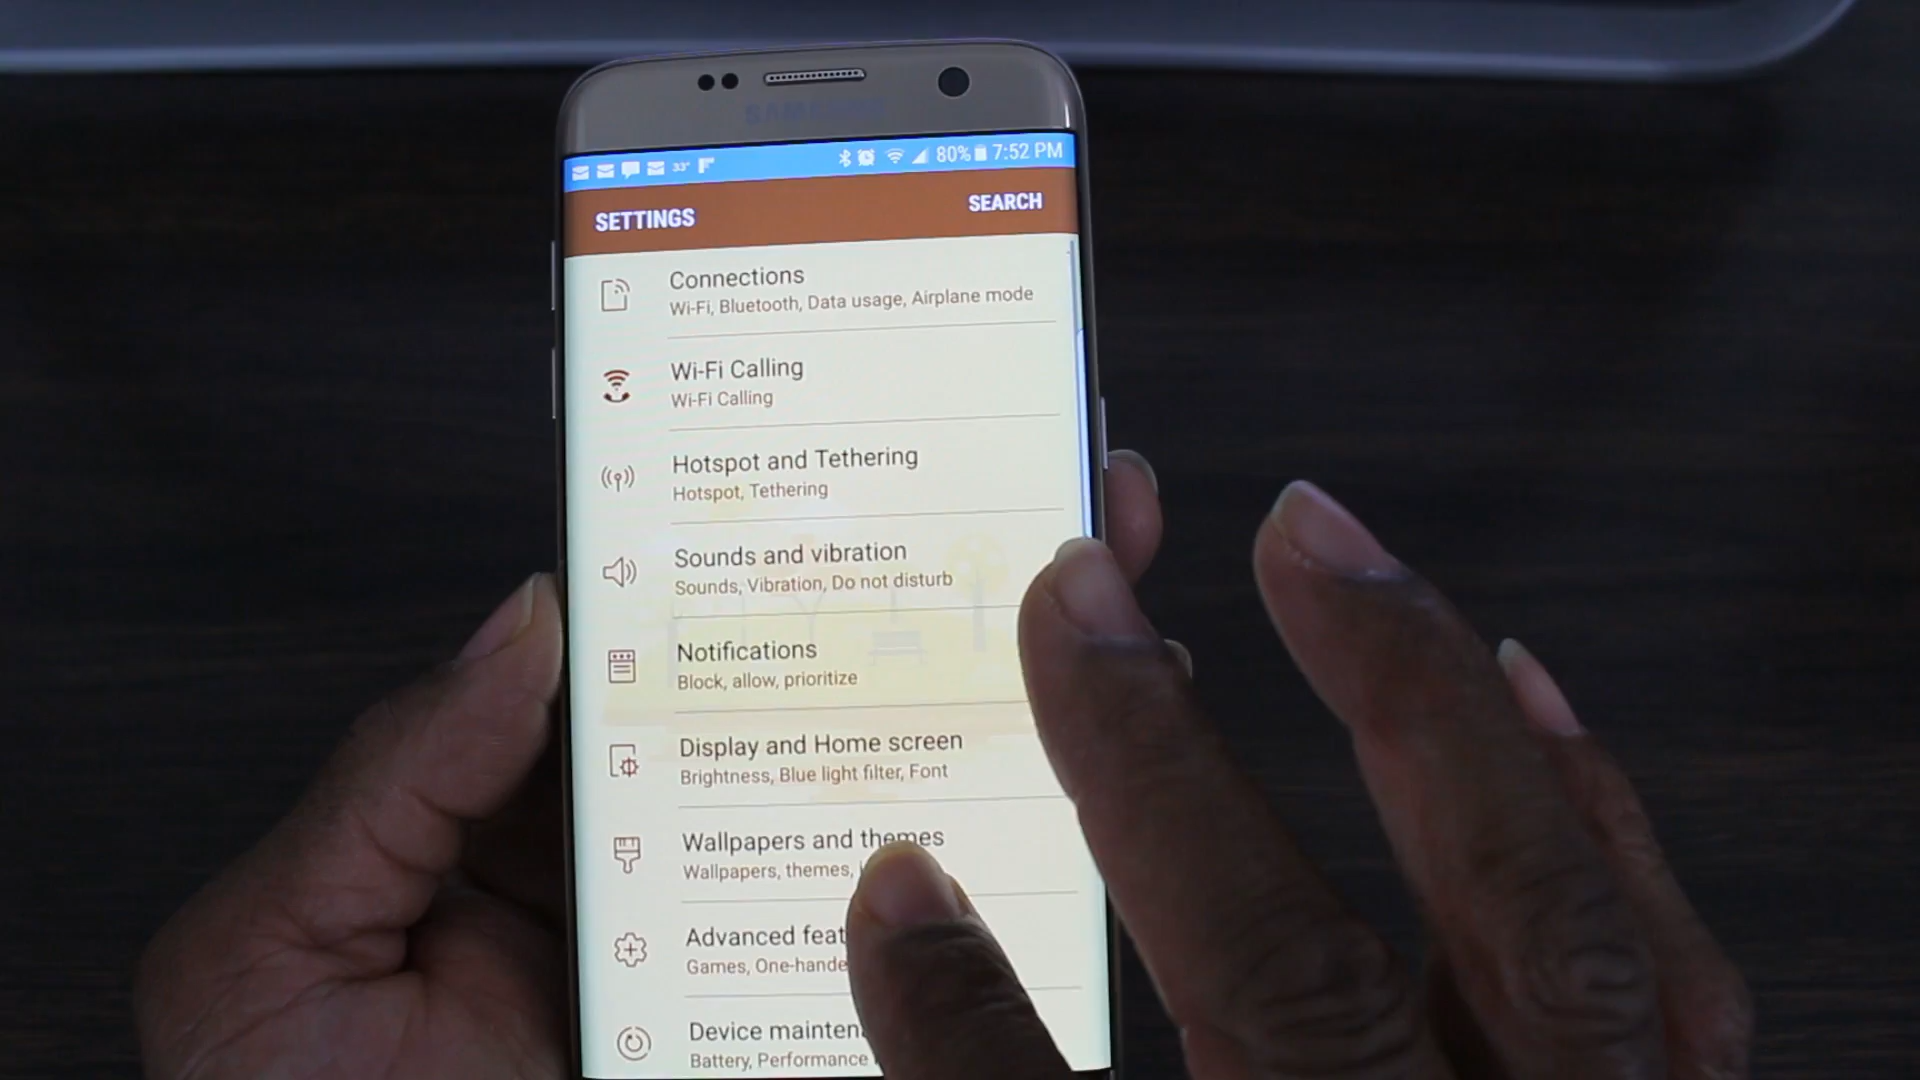 SAMSUNG
33° 80% 7:52 PM
SETTINGS SEARCH
Connections
Wi-Fi, Bluetooth, Data usage, Airplane mode
Wi-Fi Calling
Wi-Fi Calling
Hotspot and Tethering
Hotspot, Tethering
Sounds and vibration
Sounds, Vibration, Do not disturb
Notifications
Block, allow, prioritize
Display and Home screen
Brightness, Blue light filter, Font
Wallpapers and themes
Wallpapers, themes,
Advanced feat
Games, One-hande
Device mainten
Battery, Performance